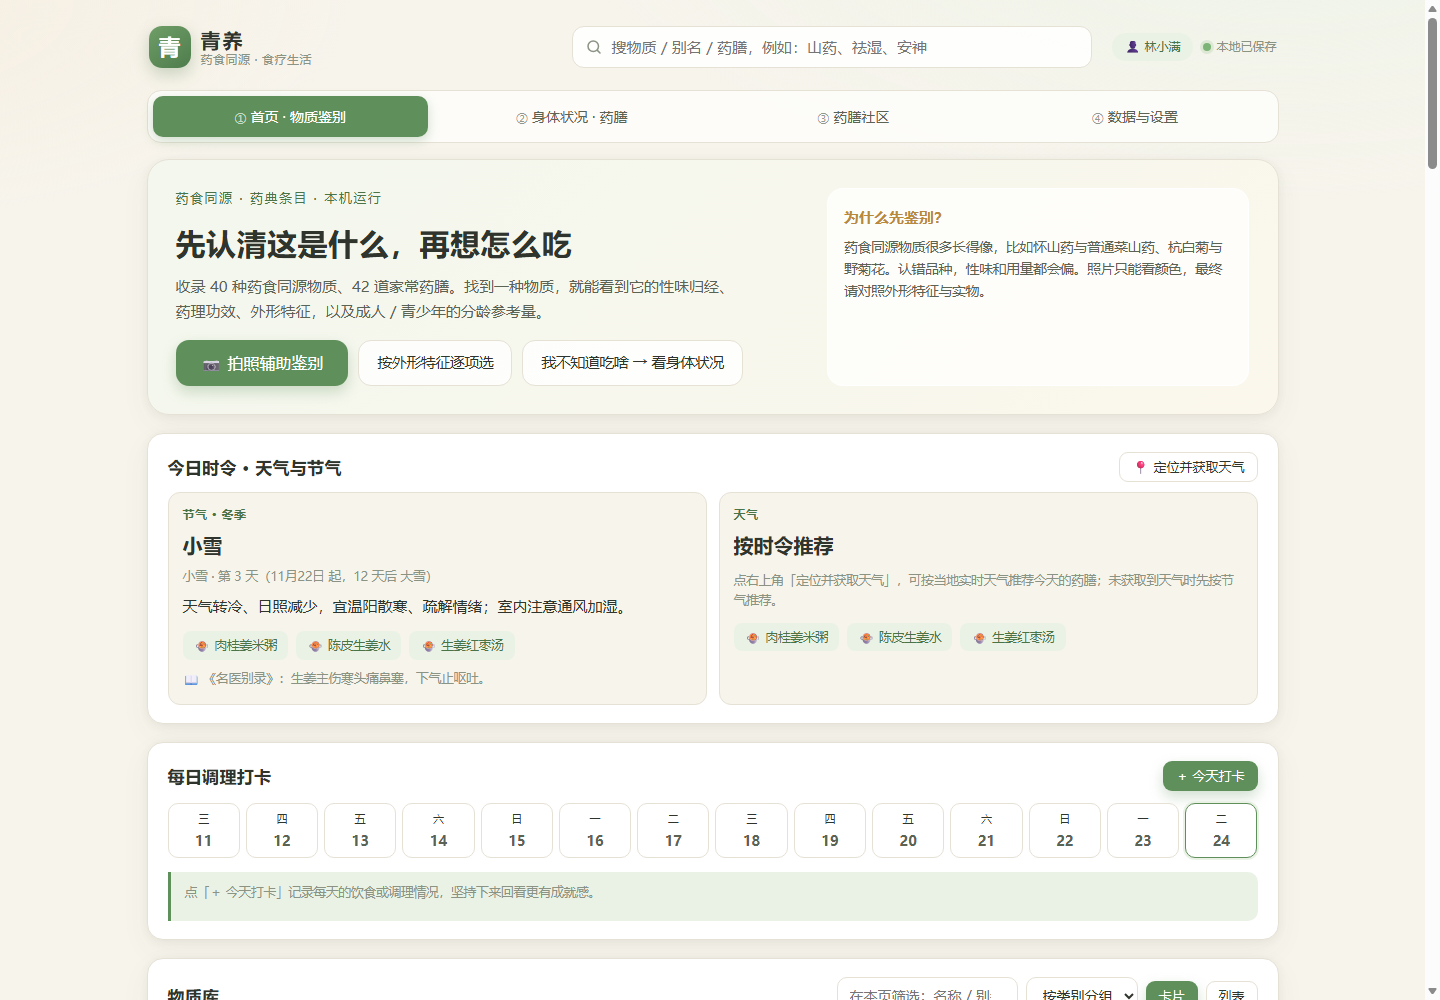 青
青养
药食同源 · 食疗生活
搜物质 / 别名 / 药膳，例如：山药、祛湿、安神
林小满
本地已保存
① 首页 · 物质鉴别
② 身体状况 · 药膳
③ 药膳社区
④ 数据与设置
药食同源 · 药典条目 · 本机运行
先认清这是什么，再想怎么吃
收录 40 种药食同源物质、42 道家常药膳。找到一种物质，就能看到它的性味归经、
药理功效、外形特征，以及成人 / 青少年的分龄参考量。
拍照辅助鉴别
按外形特征逐项选
我不知道吃啥 → 看身体状况
为什么先鉴别？
药食同源物质很多长得像，比如怀山药与普通菜山药、杭白菊与
野菊花。认错品种，性味和用量都会偏。照片只能看颜色，最终
请对照外形特征与实物。
今日时令 · 天气与节气
定位并获取天气
节气 · 冬季
小雪
小雪 · 第 3 天（11月22日 起，12 天后 大雪）
天气转冷、日照减少，宜温阳散寒、疏解情绪；室内注意通风加湿。
肉桂姜米粥
陈皮生姜水
生姜红枣汤
《名医别录》：生姜主伤寒头痛鼻塞，下气止呕吐。
天气
按时令推荐
点右上角「定位并获取天气」，可按当地实时天气推荐今天的药膳；未获取到天气时先按节
气推荐。
肉桂姜米粥
陈皮生姜水
生姜红枣汤
每日调理打卡
+ 今天打卡
三 四 五 六 日 一 二 三 四 五 六 日 一 二
11 12 13 14 15 16 17 18 19 20 21 22 23 24
点「+ 今天打卡」记录每天的饮食或调理情况，坚持下来回看更有成就感。
物质库
在本页筛选：名称 / 别
按类别分组
卡片
列表